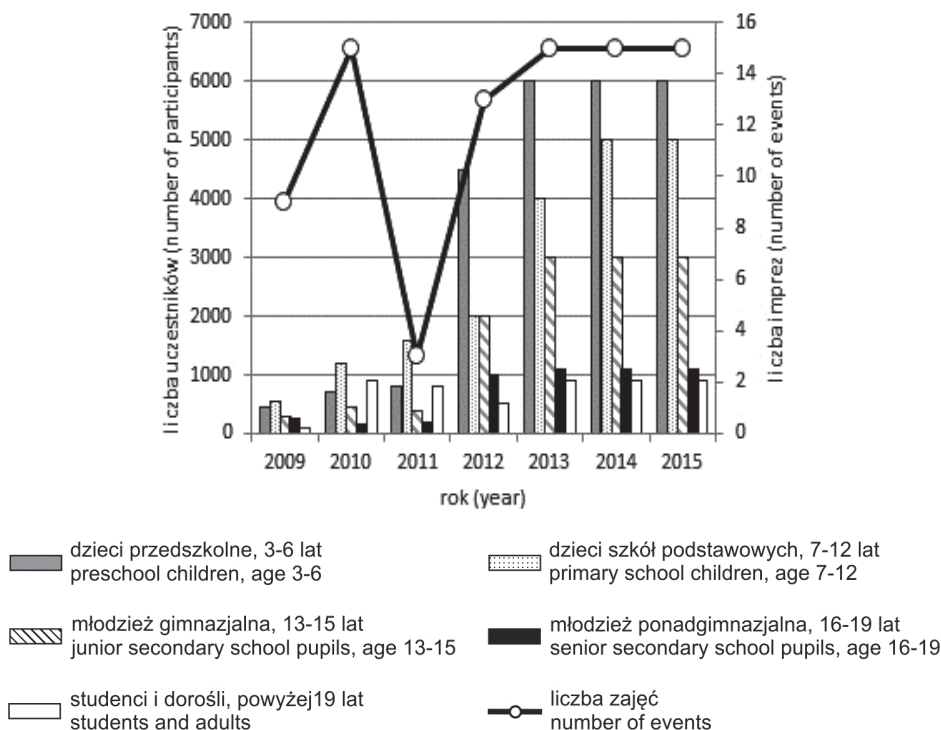 7000
6000
5000
4000
3000
2000
1000
0
liczba uczestników (number of participants)
16
14
12
10
8
6
4
2
0
liczba imprez (number of events)
2009 2010 2011 2012 2013 2014 2015
rok (year)
dzieci przedszkolne, 3-6 lat
preschool children, age 3-6
dzieci szkół podstawowych, 7-12 lat
primary school children, age 7-12
młodzież gimnazjalna, 13-15 lat
junior secondary school pupils, age 13-15
młodzież ponadgimnazjalna, 16-19 lat
senior secondary school pupils, age 16-19
studenci i dorośli, powyżej19 lat
students and adults
liczba zajęć
number of events